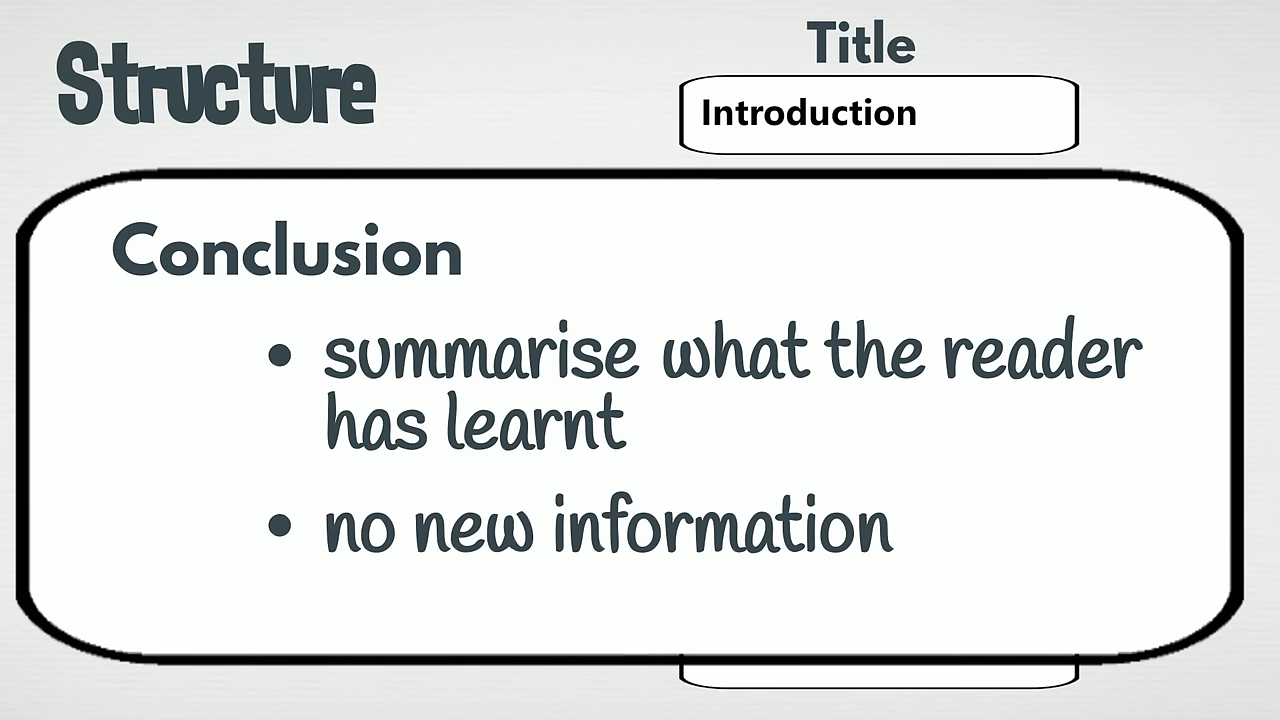 Structure
Title
Introduction
Conclusion
• summarise what the reader
has learnt
• no new information